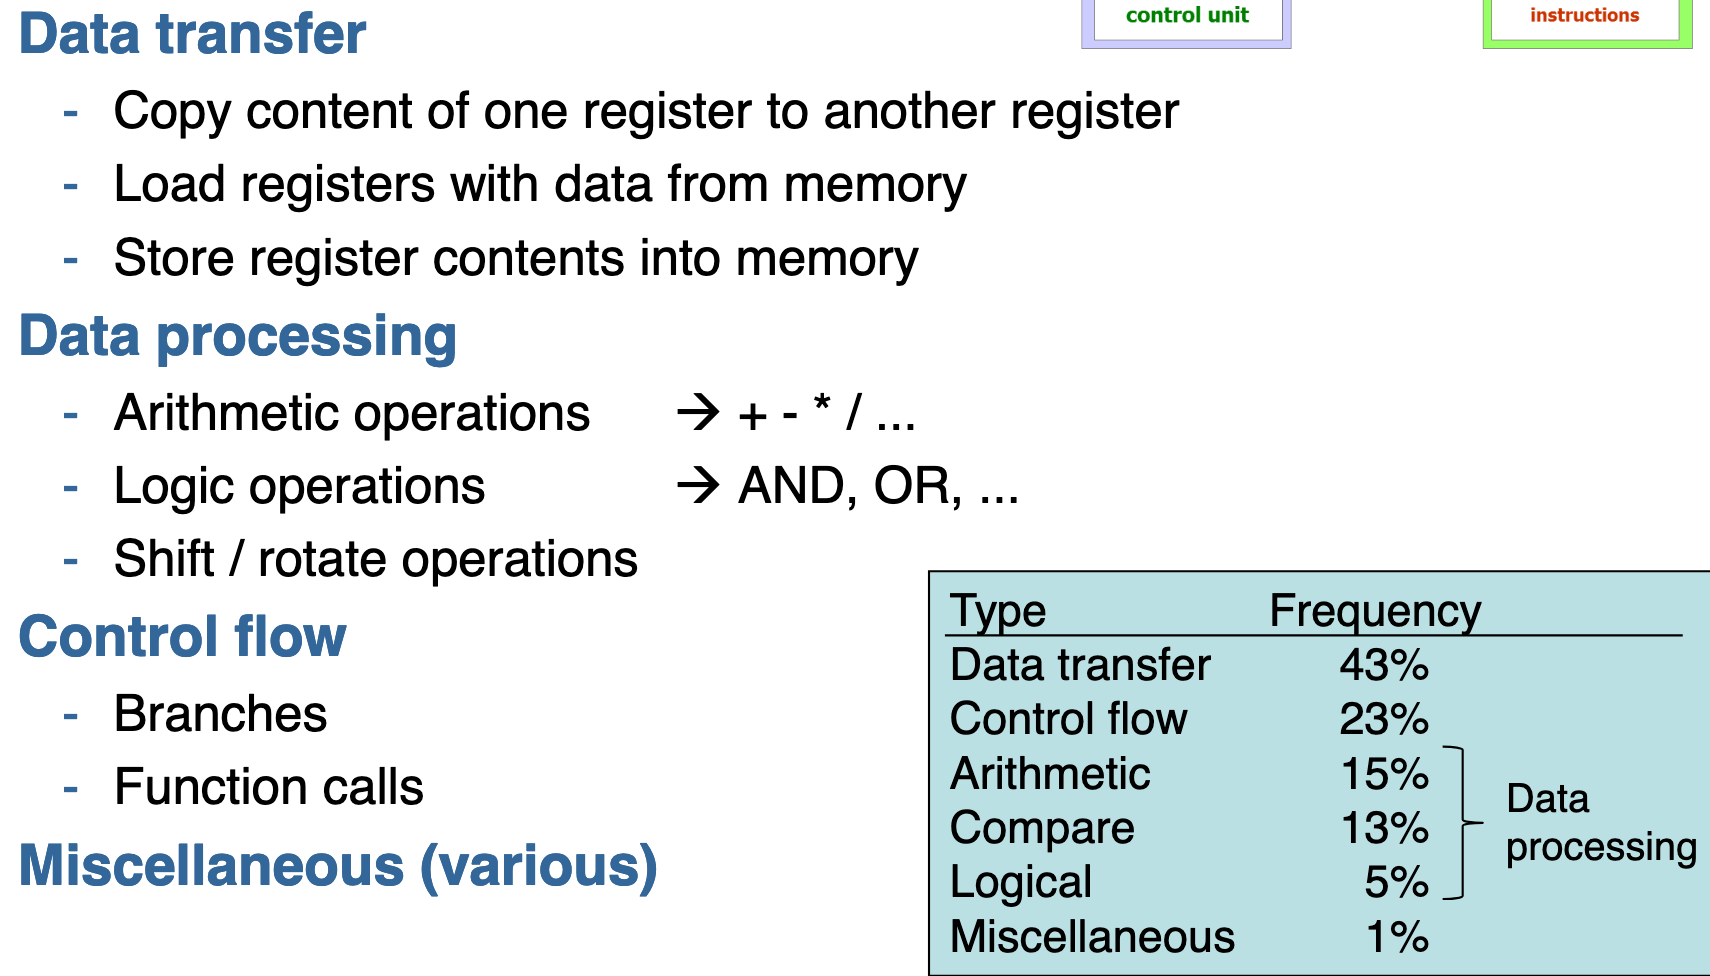 control unit
instructions
Data transfer
- Copy content of one register to another register
- Load registers with data from memory
- Store register contents into memory
Data processing
- Arithmetic operations → + - * / ...
- Logic operations → AND, OR, ...
- Shift / rotate operations
Control flow
- Branches
- Function calls
Miscellaneous (various)
Type Frequency
Data transfer 43%
Control flow 23%
Arithmetic 15%
Compare 13%
Logical 5%
Miscellaneous 1%
Data
processing